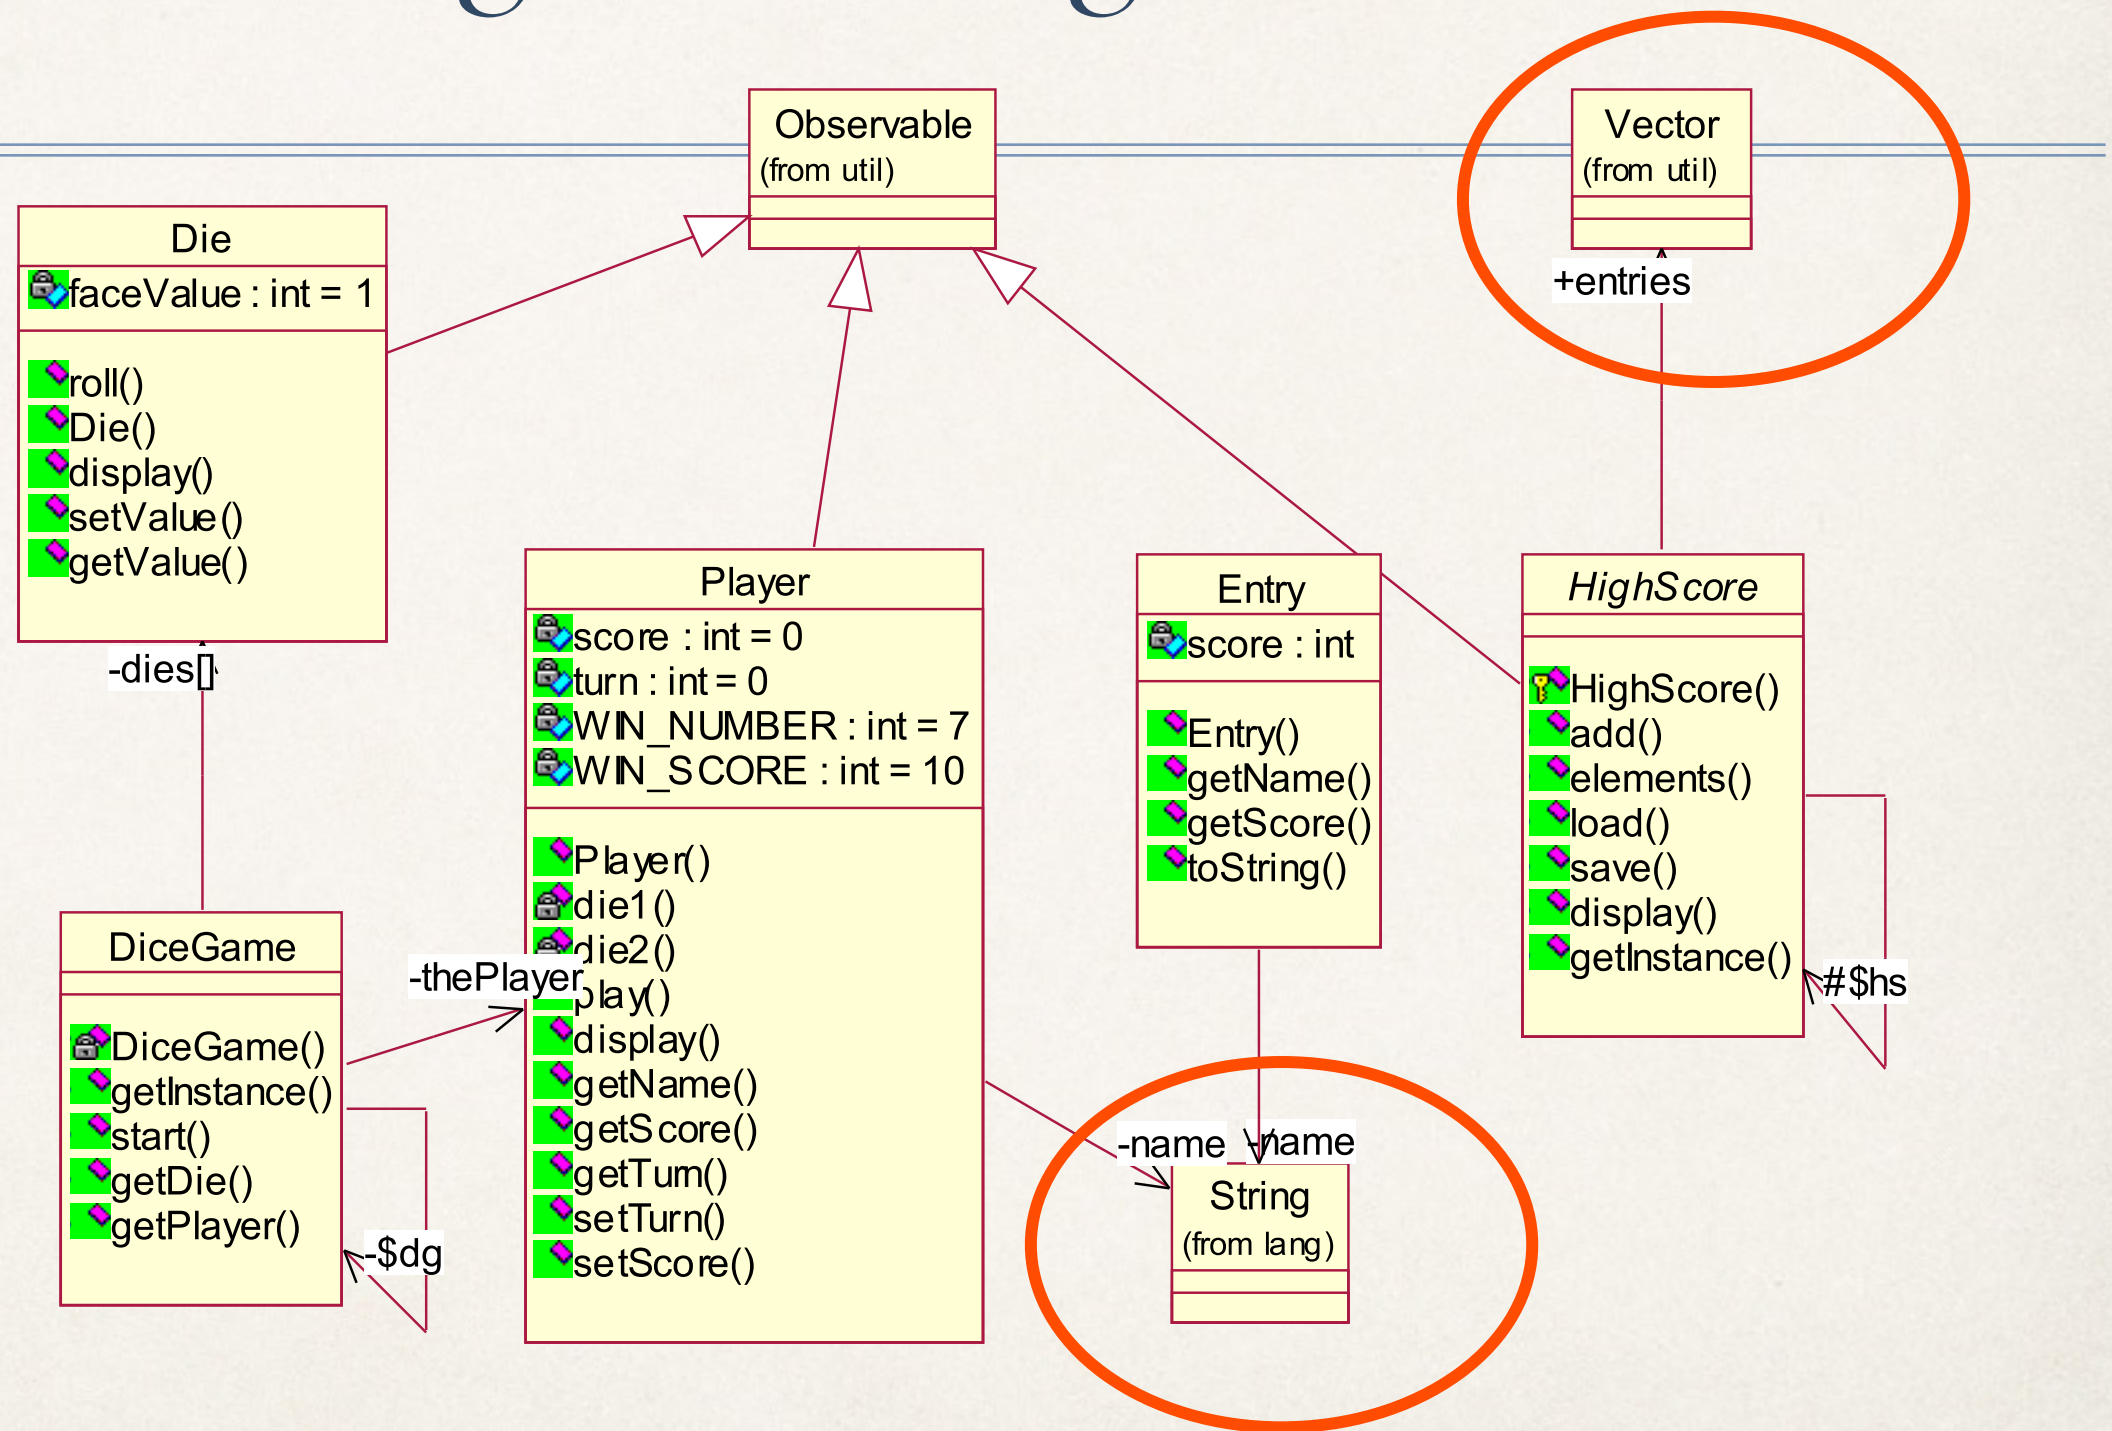 Observable
(from util)
Vector
(from util)
+entries
Die
faceValue : int = 1
roll()
Die()
display()
setValue()
getValue()
-dies[]
Player
score : int = 0
turn : int = 0
WIN_NUMBER : int = 7
WIN_SCORE : int = 10
Player()
die1()
die2()
play()
display()
getName()
getScore()
getTurn()
setTurn()
setScore()
Entry
score : int
Entry()
getName()
getScore()
toString()
HighScore
HighScore()
add()
elements()
load()
save()
display()
getInstance()
#$hs
DiceGame
DiceGame()
getInstance()
start()
getDie()
getPlayer()
-thePlayer
-$dg
-name
-name
String
(from lang)